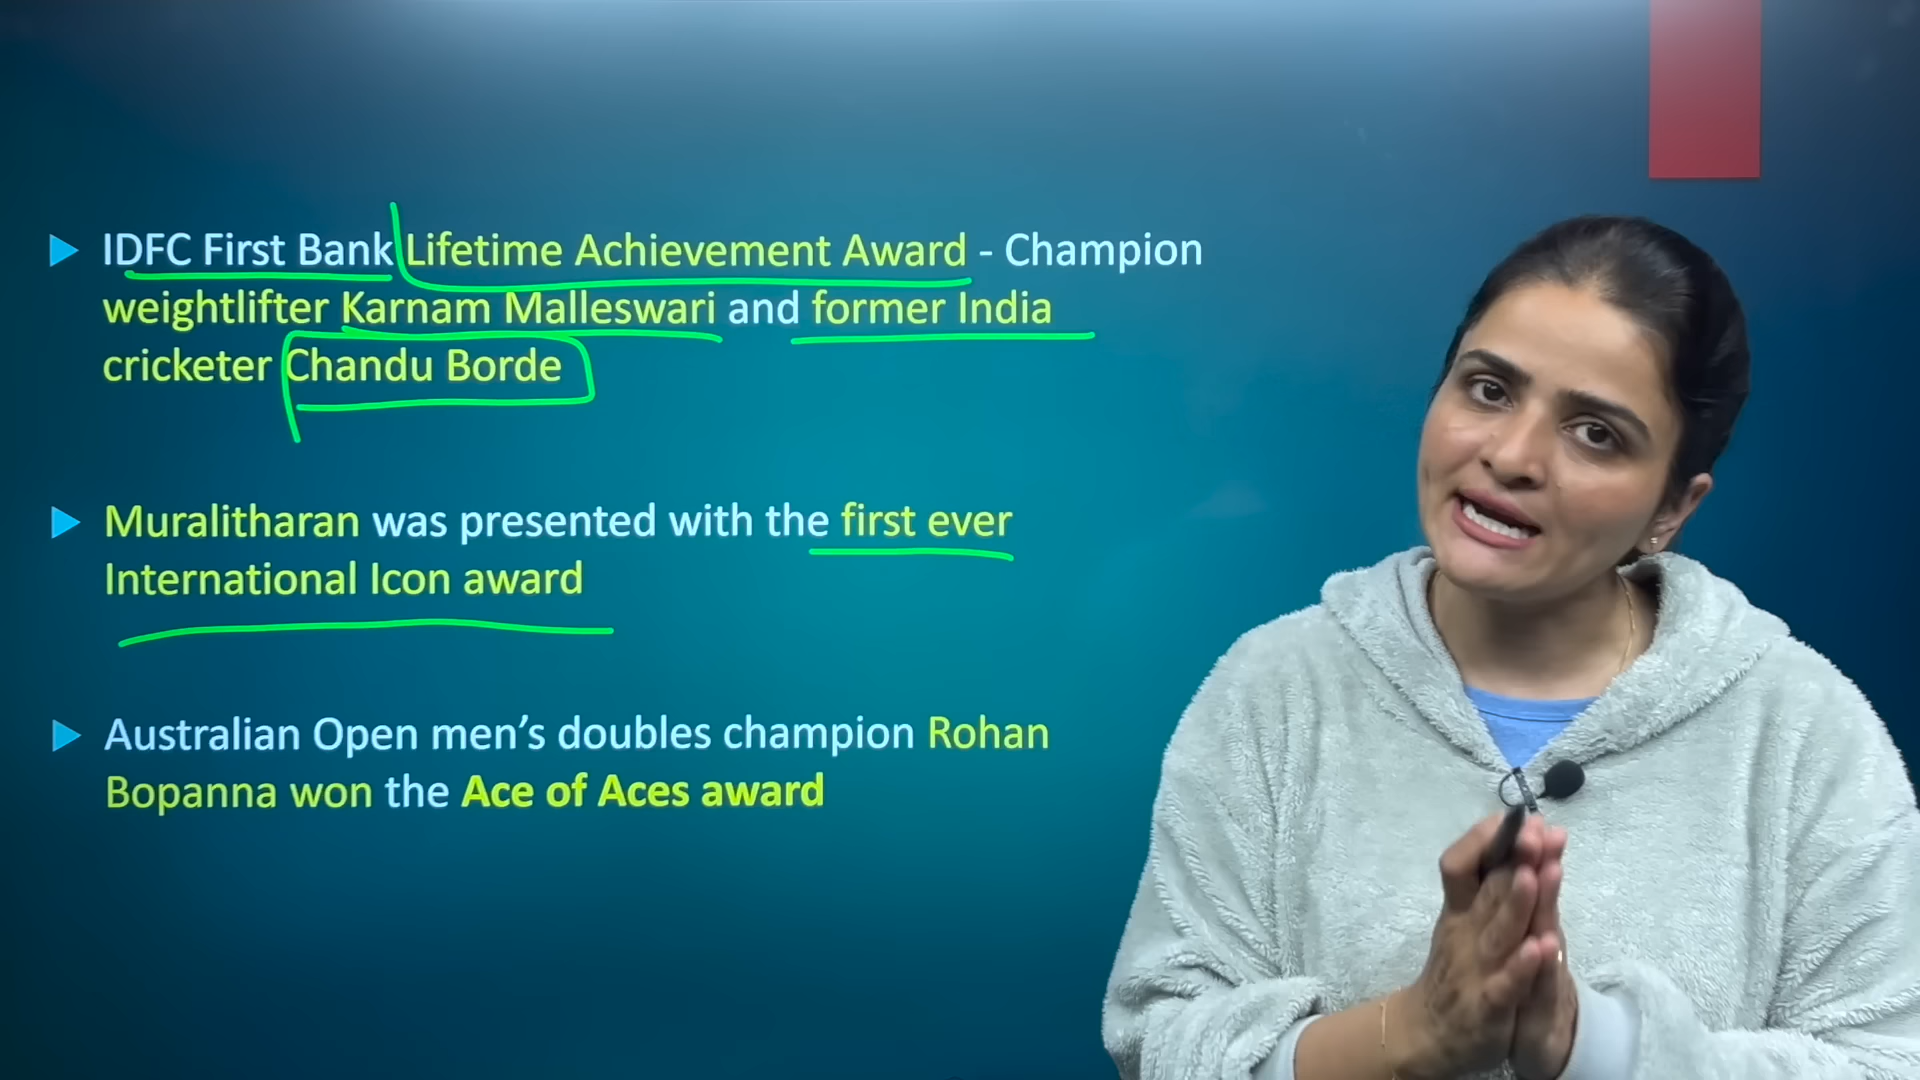 IDFC First Bank Lifetime Achievement Award - Champion
weightlifter Karnam Malleswari and former India
cricketer Chandu Borde
Muralitharan was presented with the first ever
International Icon award
Australian Open men’s doubles champion Rohan
Bopanna won the Ace of Aces award